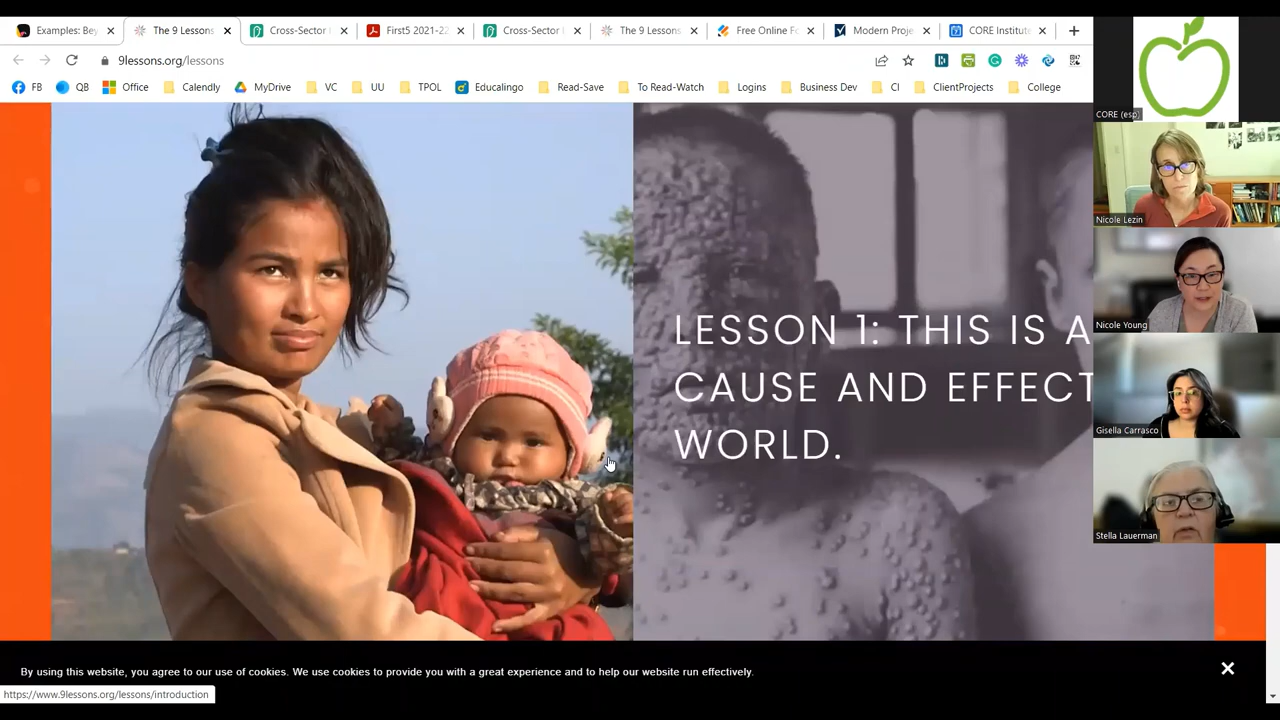 Examples: Bey
The 9 Lessons
Cross-Sector I
First5 2021-22
Cross-Sector I
The 9 Lessons
Free Online Fo
Modern Proje
CORE Institute
9lessons.org/lessons
FB
QB
Office
Calendly
MyDrive
VC
UU
TPOL
Educalingo
Read-Save
To Read-Watch
Logins
Business Dev
CI
ClientProjects
College
LESSON 1: THIS IS A
CAUSE AND EFFECT
WORLD.
CORE (esp)
Nicole Lezin
Nicole Young
Gisella Carrasco
Stella Lauerman
By using this website, you agree to our use of cookies. We use cookies to provide you with a great experience and to help our website run effectively.
https://www.9lessons.org/lessons/introduction